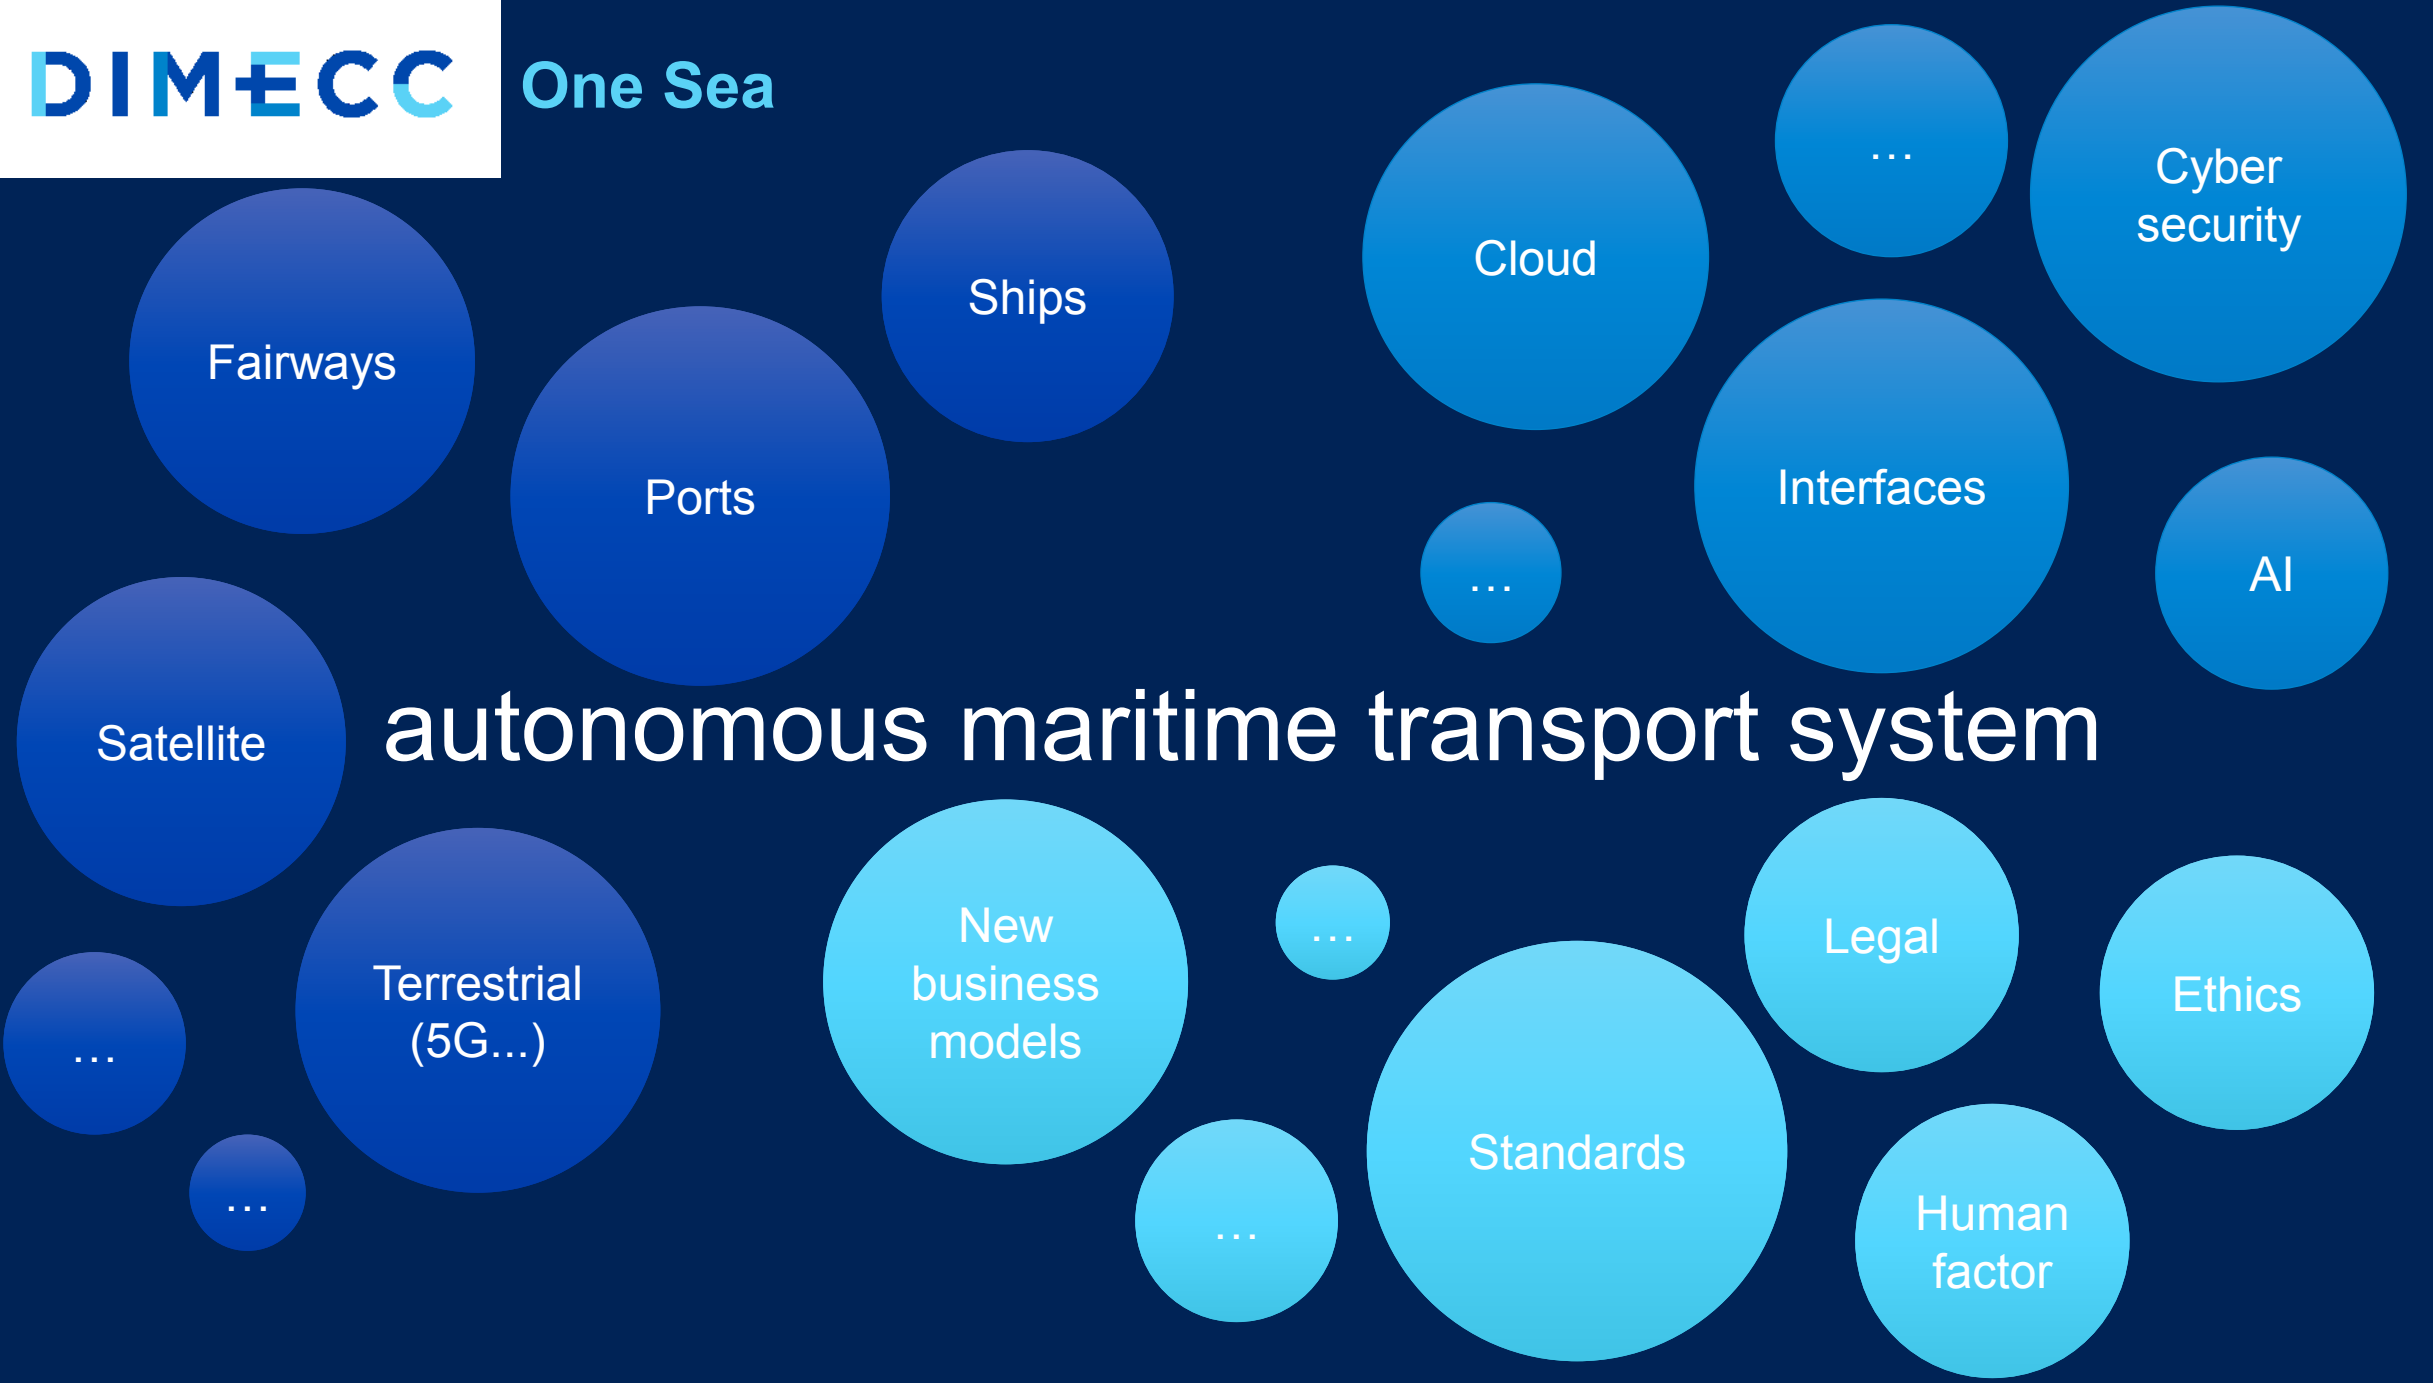 DIMECC
One Sea
Fairways
Ports
Ships
Cloud
...
Cyber
security
Interfaces
...
AI
Satellite
autonomous maritime transport system
Terrestrial
(5G...)
...
...
New
business
models
...
...
Standards
Legal
Ethics
Human
factor